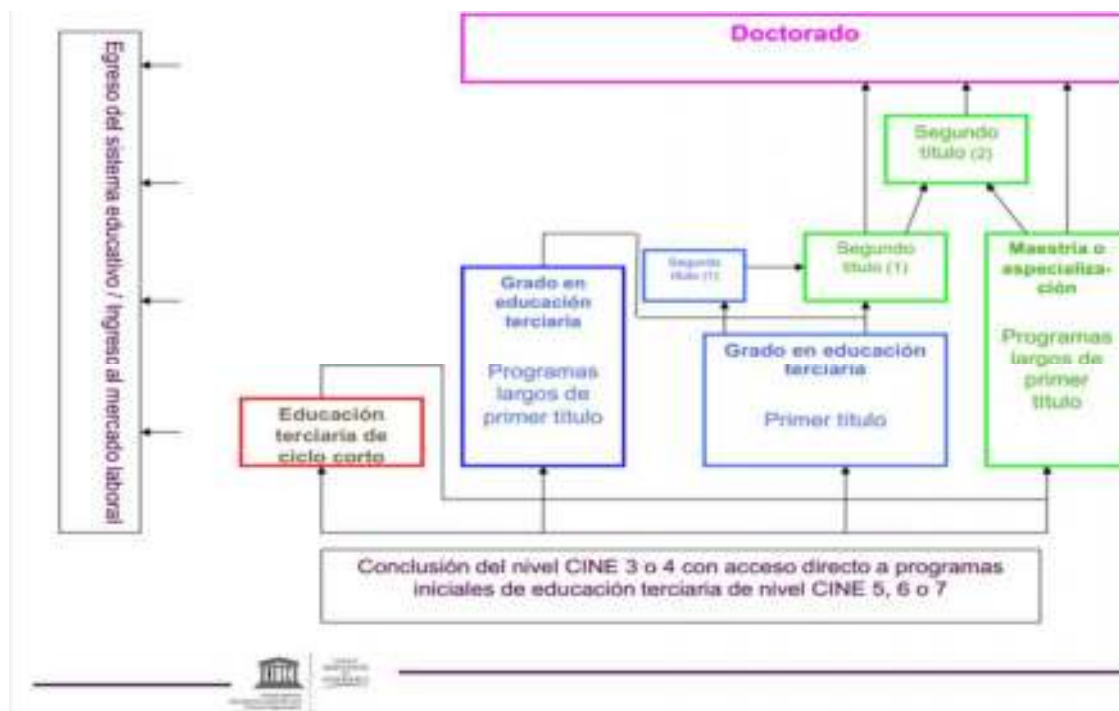 Doctorado
Segundo
título (2)
Segundo
título (1)
Segundo
título (1)
Maestría o
especializa-
ción
Programas
largos de
primer
título
Grado en
educación
terciaria
Programas
largos de
primer título
Grado en educación
terciaria
Primer título
Educación
terciaria de
ciclo corto
Egreso del sistema educativo / Ingreso al mercado laboral
Conclusión del nivel CINE 3 o 4 con acceso directo a programas
iniciales de educación terciaria de nivel CINE 5, 6 o 7